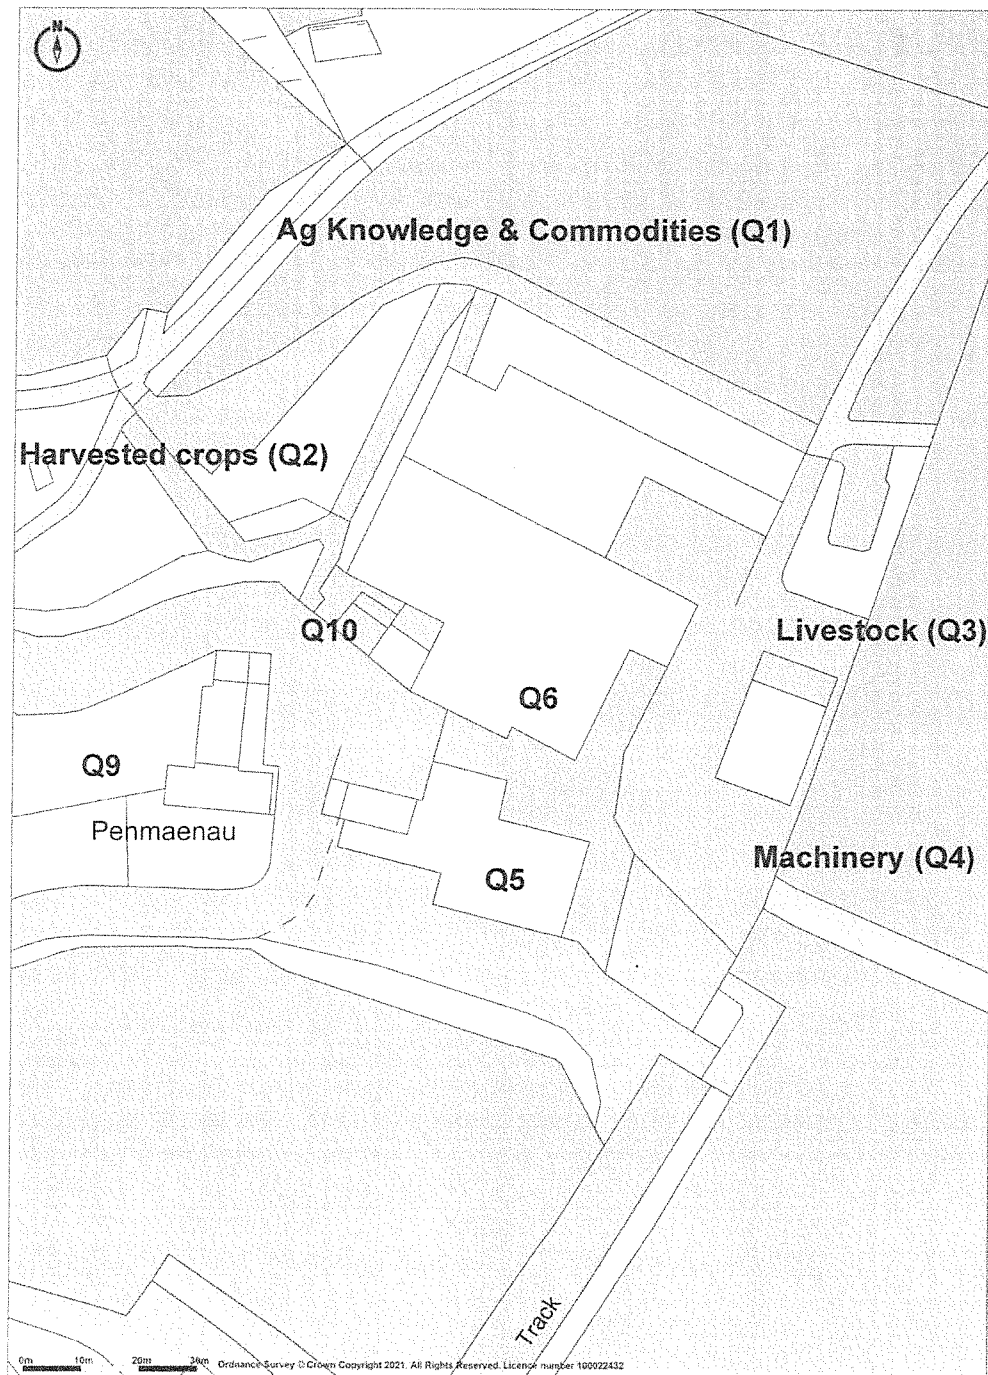 N
Ag Knowledge & Commodities (Q1)
Harvested crops (Q2)
Q10
Livestock (Q3)
Q6
Q9
Penmaenau
Machinery (Q4)
Q5
Track
0m 10m 20m 30m Ordnance Survey © Crown Copyright 2021. All Rights Reserved. Licence number 100022432